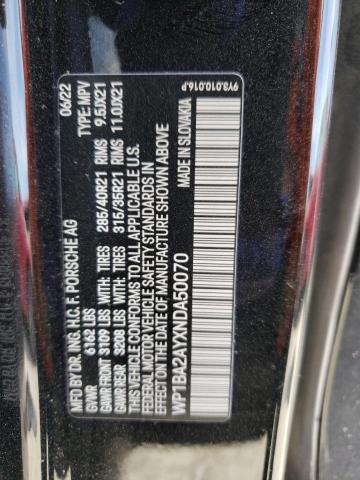 MFD BY DR. ING. H.C. F. PORSCHE AG 06/22
GVWR 6162 LBS TYPE: MPV
GAWR FRONT 3109 LBS WITH: TIRES 285/40R21 RIMS 9.5JX21
GAWR REAR 3208 LBS WITH: TIRES 315/35R21 RIMS 11.0JX21
THIS VEHICLE CONFORMS TO ALL APPLICABLE U.S.
FEDERAL MOTOR VEHICLE SAFETY STANDARDS IN
EFFECT ON THE DATE OF MANUFACTURE SHOWN ABOVE
WP1BA2AYXNDA50070 MADE IN SLOVAKIA
9Y3.010.016.P